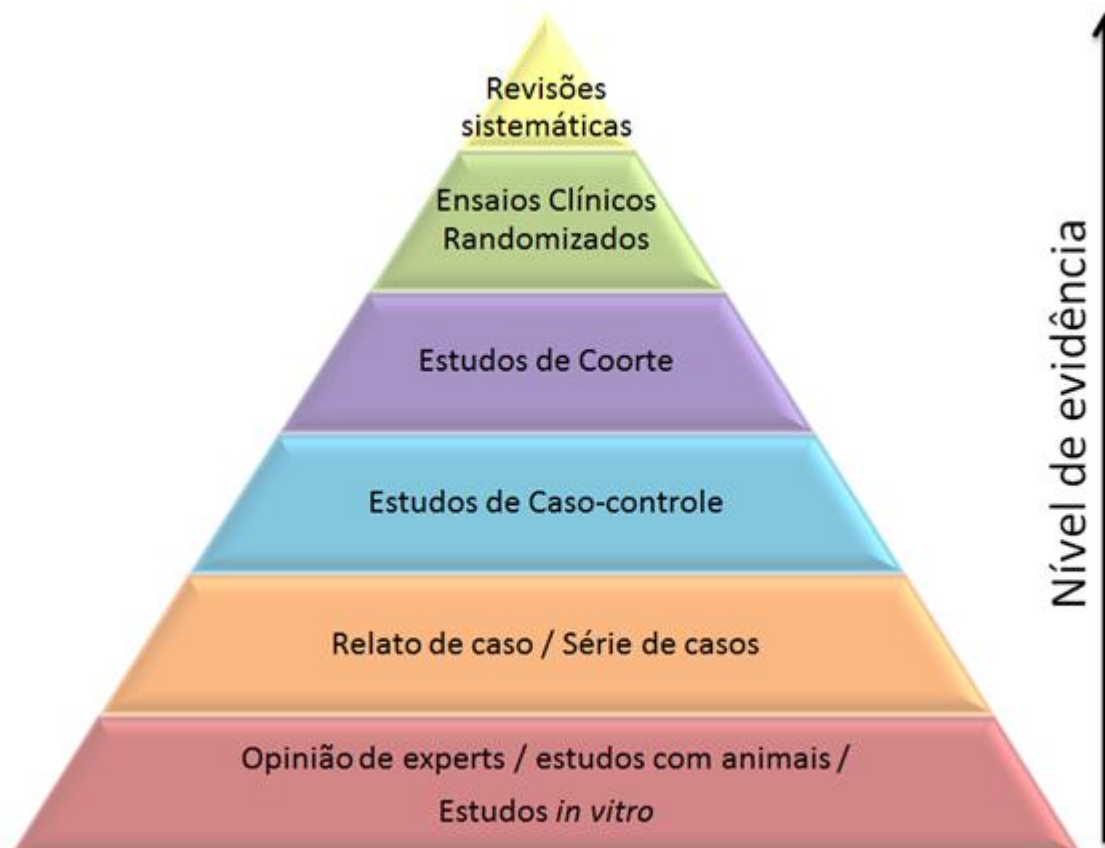 Revisões
sistemáticas
Ensaios Clínicos
Randomizados
Estudos de Coorte
Estudos de Caso-controle
Relato de caso / Série de casos
Opinião de experts / estudos com animais /
Estudos in vitro
Nível de evidência